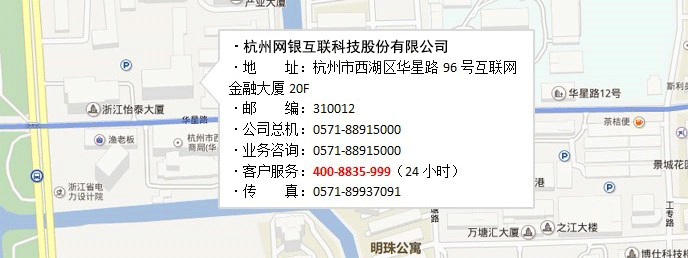 产业大厦
·杭州网银互联科技股份有限公司
·地 址：杭州市西湖区华星路 96 号互联网
金融大厦 20F
·邮 编：310012
·公司总机：0571-88915000
·业务咨询：0571-88915000
·客户服务：400-8835-999（24 小时）
·传 真：0571-89937091
浙江怡泰大厦
华星路
渔老板
杭州市西
商局(华
浙江省电
力设计院
P
华星路12号
斯利
茶桔便
景城花
工专路
港
万塘汇大厦
之江大楼
明珠公寓
博仕科技